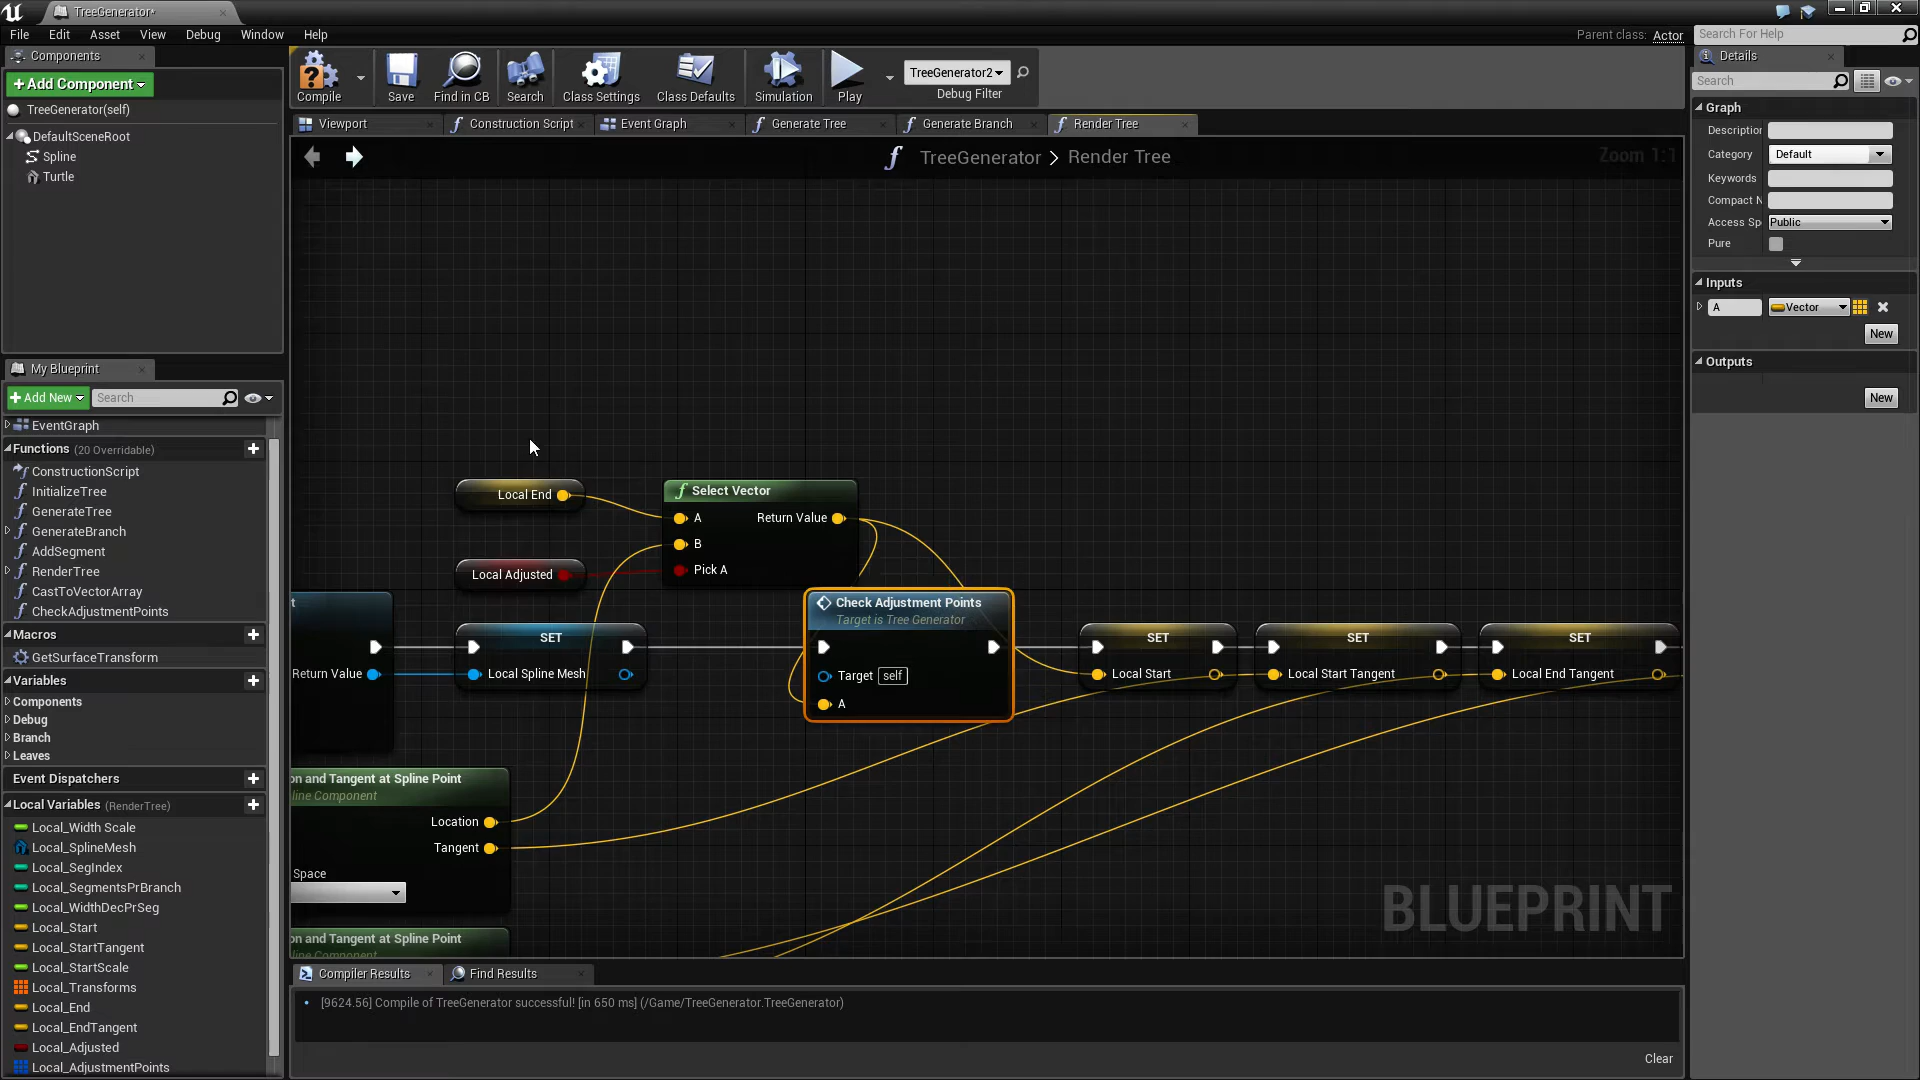 TreeGenerator*
File Edit Asset View Debug Window Help
Parent class: Actor
Search For Help
Components
+Add Component
TreeGenerator(self)
DefaultSceneRoot
Spline
Turtle
Compile
Save
Find in CB
Search
Class Settings
Class Defaults
Simulation
Play
TreeGenerator2
Debug Filter
Viewport
Construction Script
Event Graph
Generate Tree
Generate Branch
Render Tree
TreeGenerator > Render Tree
Zoom 1:1
My Blueprint
+Add New
Search
EventGraph
Functions (20 Overridable)
ConstructionScript
InitializeTree
GenerateTree
GenerateBranch
AddSegment
RenderTree
CastToVectorArray
CheckAdjustmentPoints
Macros
GetSurfaceTransform
Variables
Components
Debug
Branch
Leaves
Event Dispatchers
Local Variables (RenderTree)
Local_Width Scale
Local_SplineMesh
Local_SegIndex
Local_SegmentsPrBranch
Local_WidthDecPrSeg
Local_Start
Local_StartTangent
Local_StartScale
Local_Transforms
Local_End
Local_EndTangent
Local_Adjusted
Local_AdjustmentPoints
Local End
Local Adjusted
Select Vector
A
Return Value
B
Pick A
t
Return Value
SET
Local Spline Mesh
Check Adjustment Points
Target is Tree Generator
Target self
A
SET
Local Start
SET
Local Start Tangent
SET
Local End Tangent
on and Tangent at Spline Point
line Component
Location
Tangent
Space
on and Tangent at Spline Point
line Component
BLUEPRINT
Compiler Results
Find Results
[9624.56] Compile of TreeGenerator successful! [in 650 ms] (/Game/TreeGenerator.TreeGenerator)
Clear
Details
Search
Graph
Description
Category Default
Keywords
Compact N
Access Sp Public
Pure
Inputs
A Vector
New
Outputs
New